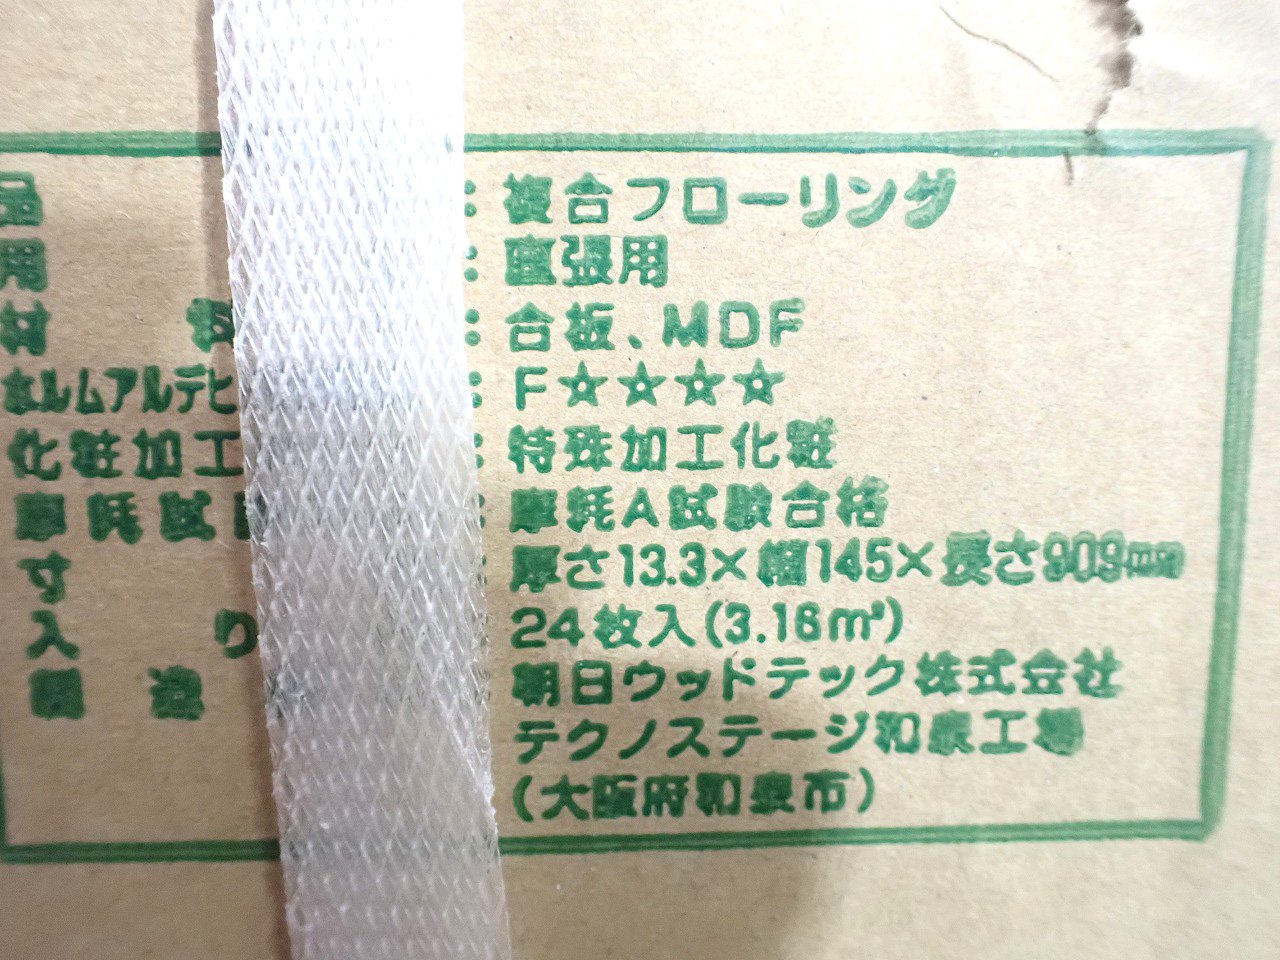 品 : 複合フローリング
用 : 直張用
材 : 合板、MDF
ホルムアルデヒ : F☆☆☆☆
化粧加工 : 特殊加工化粧
摩耗試 : 摩耗A試験合格
寸 : 厚さ13.3×幅145×長さ909mm
入り : 24枚入(3.16㎡)
製造 朝日ウッドテック株式会社
テクノステージ和泉工場
(大阪府和泉市)